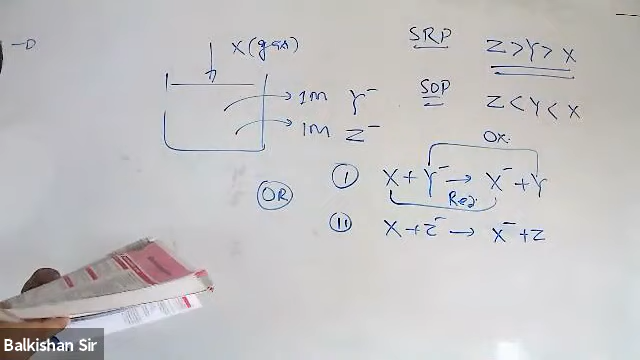 -D
X (gas)
1m Y⁻
1m Z⁻
SRP Z > Y > X
SOP Z < Y < X
OX.
I X + Y⁻ → X⁻ + Y
Red.
OR
II X + Z⁻ → X⁻ + Z
Balkishan Sir